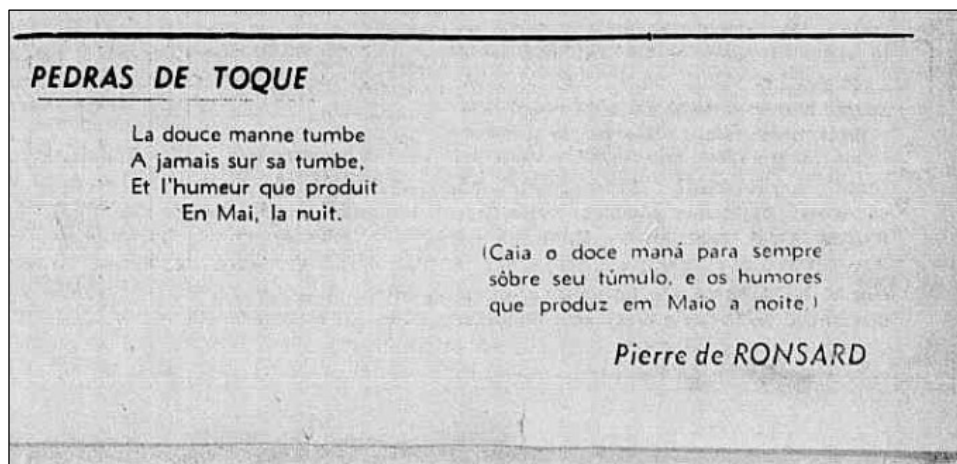 PEDRAS DE TOQUE
La douce manne tumbe
A jamais sur sa tumbe,
Et l'humeur que produit
En Mai, la nuit.
(Caia o doce maná para sempre
sôbre seu túmulo, e os humores
que produz em Maio a noite)
Pierre de RONSARD